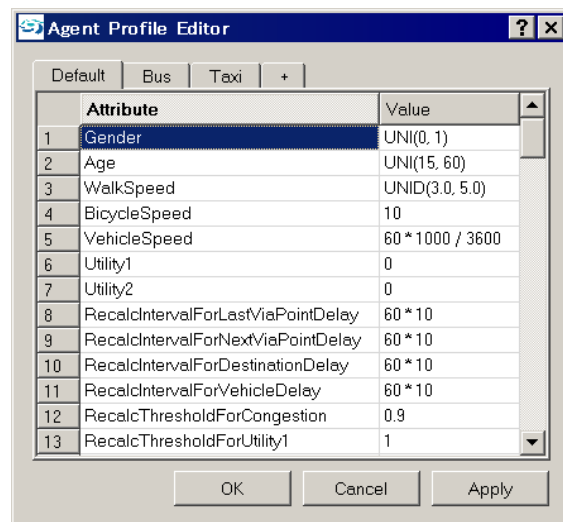 Agent Profile Editor ? ×
Default Bus Taxi +
Attribute Value
1 Gender UNI(0, 1)
2 Age UNI(15, 60)
3 WalkSpeed UNID(3.0, 5.0)
4 BicycleSpeed 10
5 VehicleSpeed 60 * 1000 / 3600
6 Utility1 0
7 Utility2 0
8 RecalcIntervalForLastViaPointDelay 60 * 10
9 RecalcIntervalForNextViaPointDelay 60 * 10
10 RecalcIntervalForDestinationDelay 60 * 10
11 RecalcIntervalForVehicleDelay 60 * 10
12 RecalcThresholdForCongestion 0.9
13 RecalcThresholdForUtility1 1
OK Cancel Apply